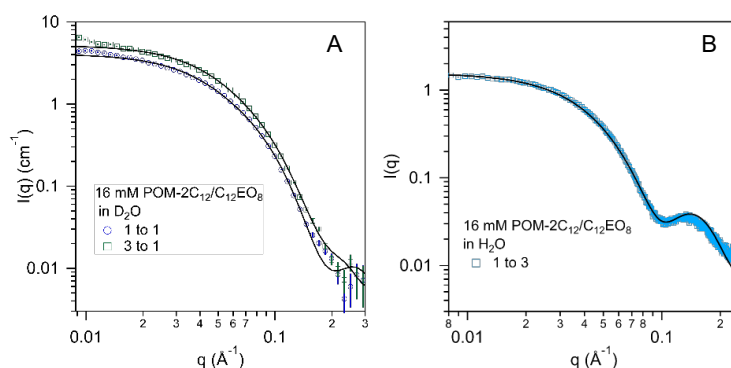 A
I(q) (cm⁻¹)
10
1
0.1
0.01
16 mM POM-2C₁₂/C₁₂EO₈
in D₂O
1 to 1
3 to 1
0.01 2 3 4 5 6 7 0.1 2 3
q (Å⁻¹)
B
I(q)
1
0.1
0.01
16 mM POM-2C₁₂/C₁₂EO₈
in H₂O
1 to 3
8 0.01 2 3 4 5 6 7 8 0.1 2
q (Å⁻¹)